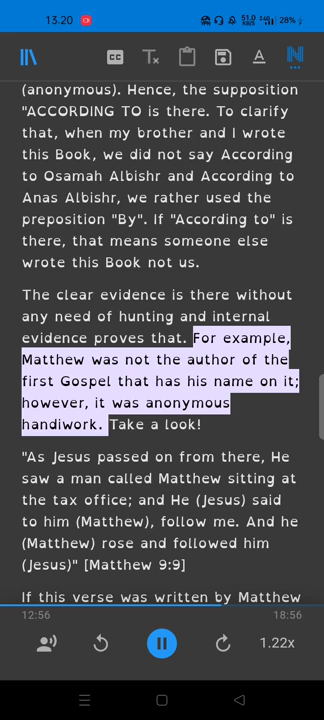 13.20
51.0
KB/S
28%
CC
(anonymous). Hence, the supposition
"ACCORDING TO is there. To clarify
that, when my brother and I wrote
this Book, we did not say According
to Osamah Albishr and According to
Anas Albishr, we rather used the
preposition "By". If "According to" is
there, that means someone else
wrote this Book not us.
The clear evidence is there without
any need of hunting and internal
evidence proves that. For example,
Matthew was not the author of the
first Gospel that has his name on it;
however, it was anonymous
handiwork. Take a look!
"As Jesus passed on from there, He
saw a man called Matthew sitting at
the tax office; and He (Jesus) said
to him (Matthew), follow me. And he
(Matthew) rose and followed him
(Jesus)" [Matthew 9:9]
If this verse was written by Matthew
12:56
18:56
1.22x